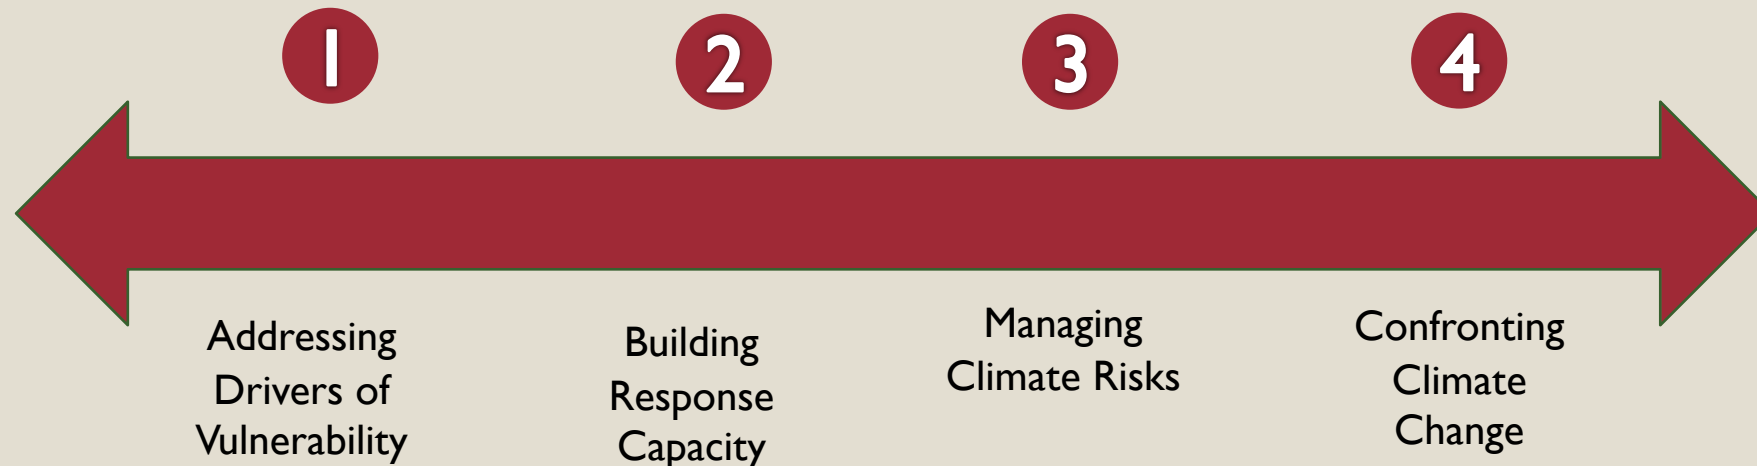 1
2
3
4
Addressing
Drivers of
Vulnerability
Building
Response
Capacity
Managing
Climate Risks
Confronting
Climate
Change